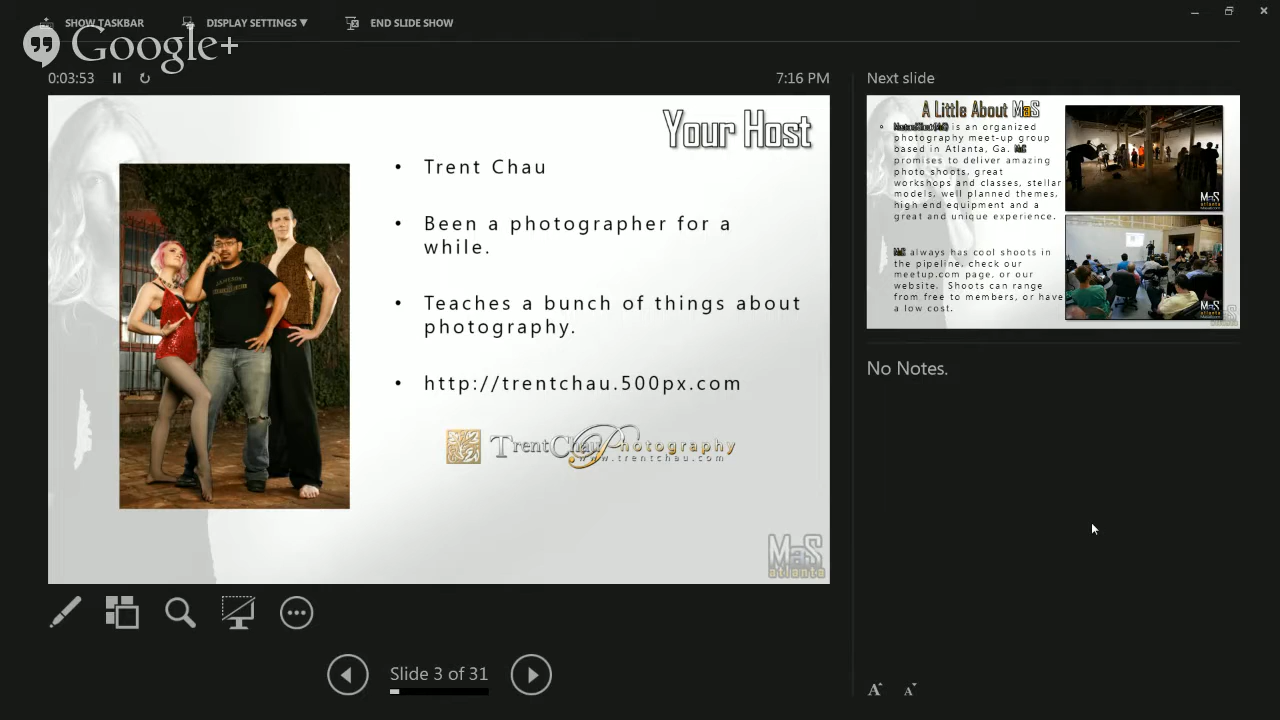 SHOW TASKBAR
DISPLAY SETTINGS ▼
END SLIDE SHOW
Google+
0:03:53
7:16 PM
Next slide
Your Host
• Trent Chau
• Been a photographer for a
while.
• Teaches a bunch of things about
photography.
• http://trentchau.500px.com
TrentChau Photography
www.trentchau.com
MaS
atlanta
A Little About MaS
is an organized
photography meet-up group
based in Atlanta, Ga. MaS
promises to deliver amazing
photo shoots, great
workshops and classes, stellar
models, well planned themes,
high end equipment and a
great and unique experience.
MaS always has cool shoots in
the pipeline, check our
meetup.com page, or our
website. Shoots can range
from free to members, or have
a low cost.
MaS
MaS
No Notes.
Slide 3 of 31
A A